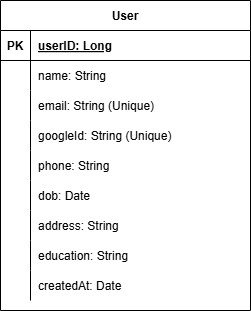 User
PK userID: Long
name: String
email: String (Unique)
googleId: String (Unique)
phone: String
dob: Date
address: String
education: String
createdAt: Date